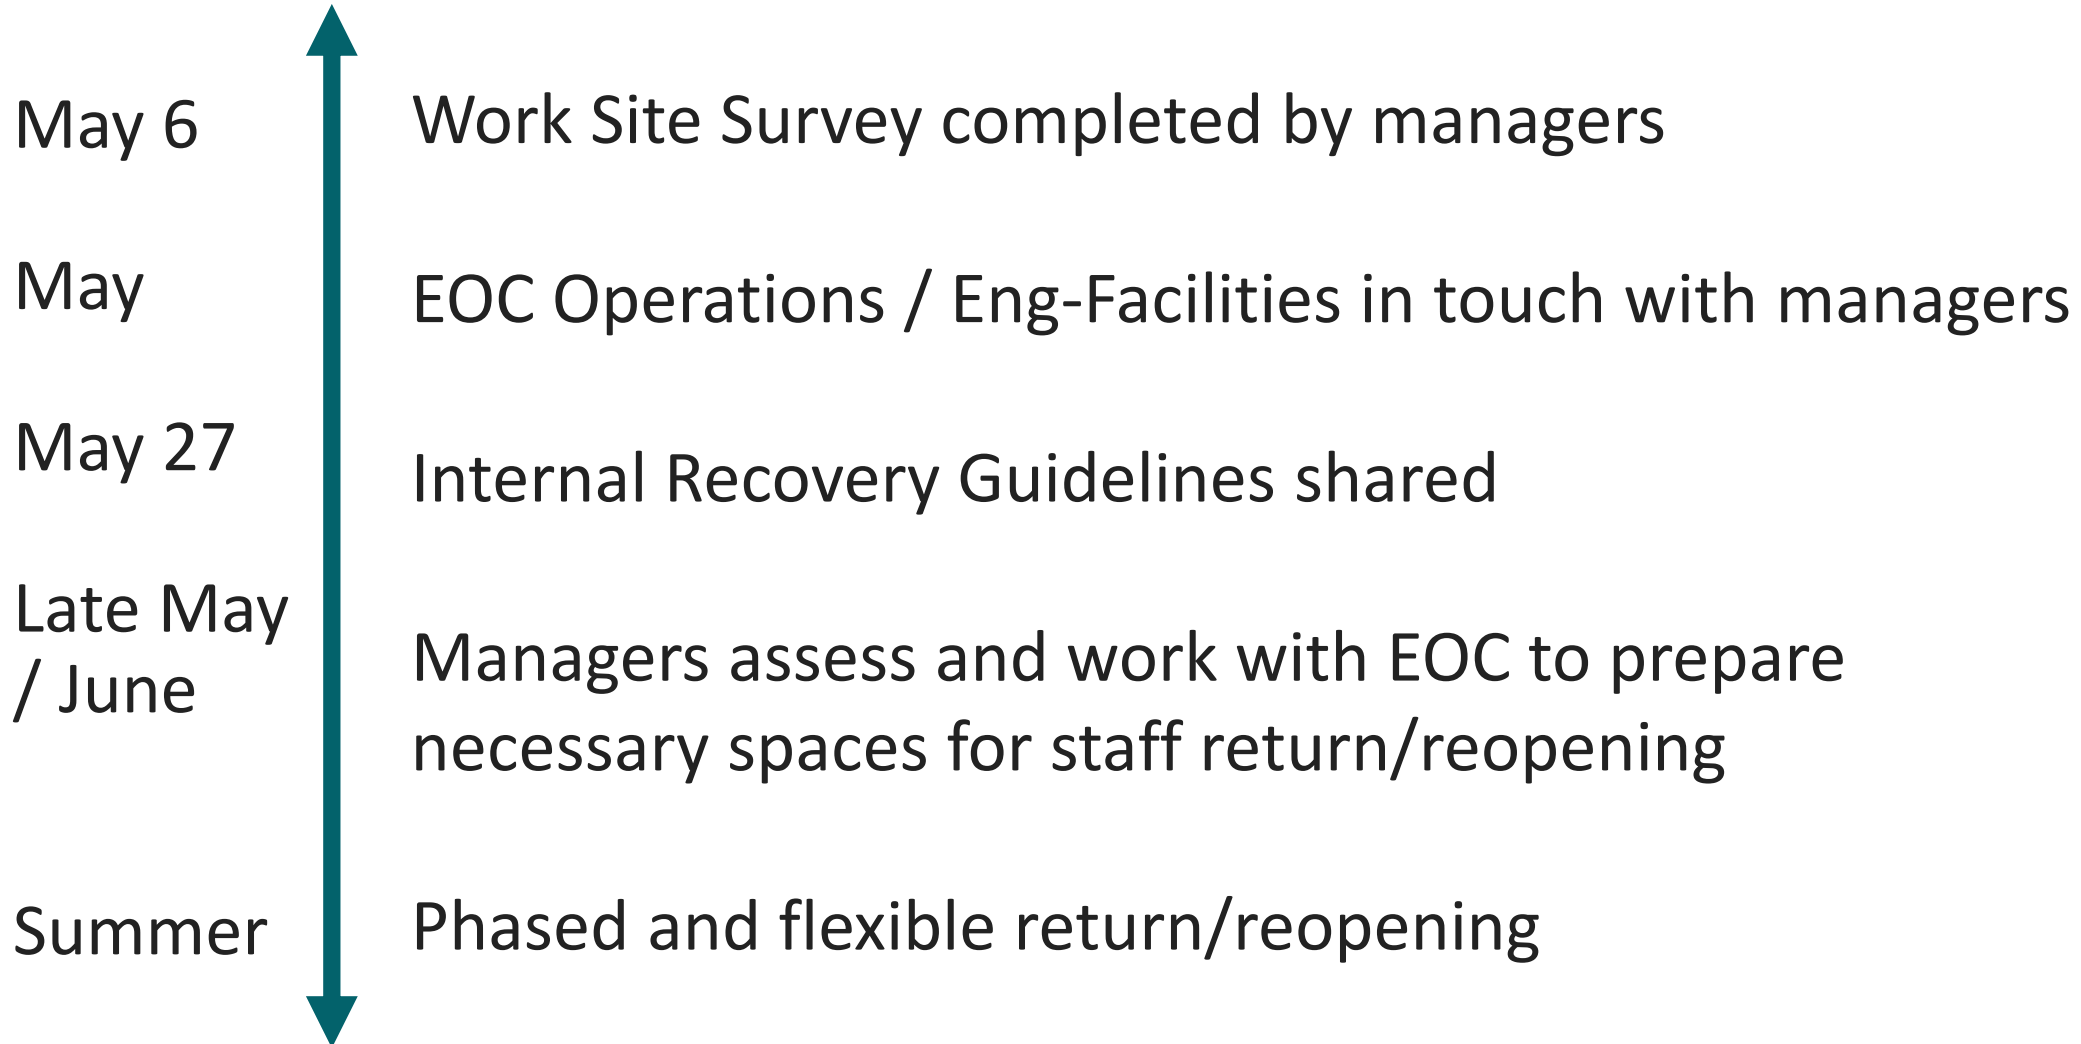 May 6
Work Site Survey completed by managers
May
EOC Operations / Eng-Facilities in touch with managers
May 27
Internal Recovery Guidelines shared
Late May
/ June
Managers assess and work with EOC to prepare
necessary spaces for staff return/reopening
Summer
Phased and flexible return/reopening